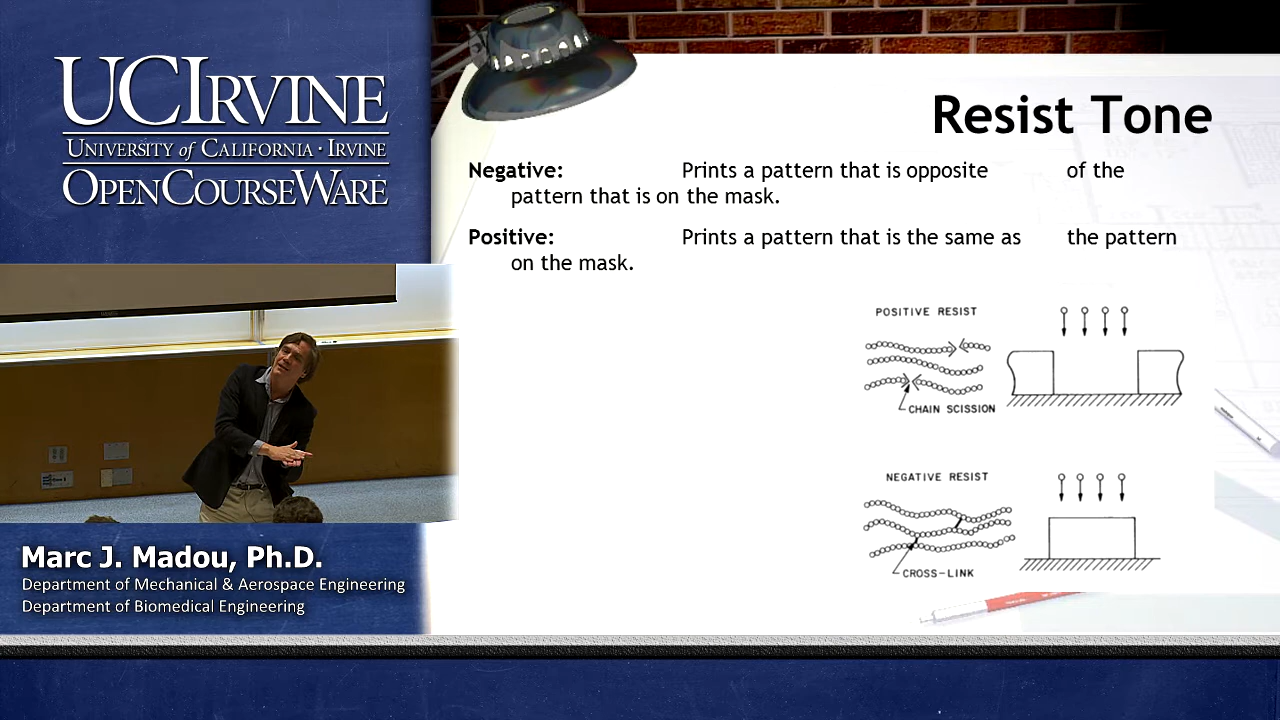 UCIRVINE
UNIVERSITY of CALIFORNIA · IRVINE
OPENCOURSEWARE
Resist Tone
Negative: Prints a pattern that is opposite of the
pattern that is on the mask.
Positive: Prints a pattern that is the same as the pattern
on the mask.
POSITIVE RESIST
CHAIN SCISSION
NEGATIVE RESIST
CROSS-LINK
Marc J. Madou, Ph.D.
Department of Mechanical & Aerospace Engineering
Department of Biomedical Engineering